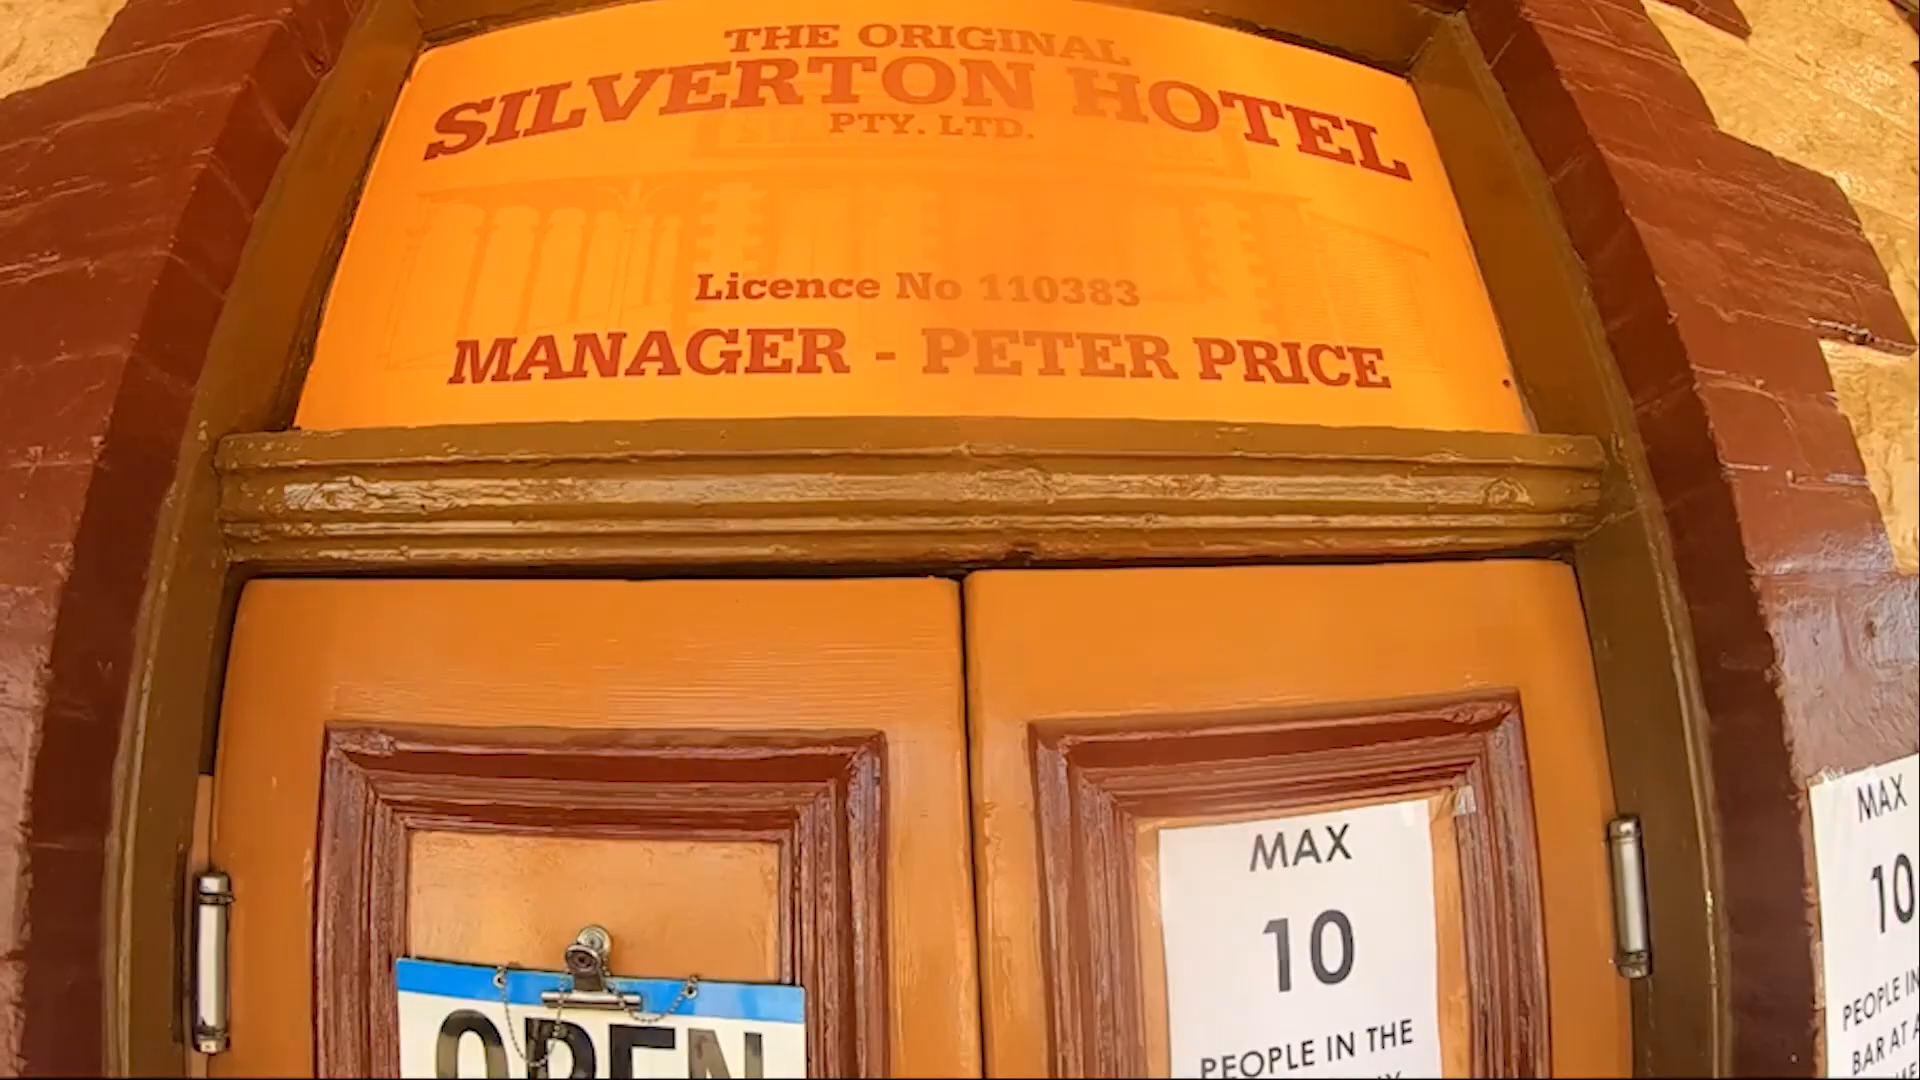 THE ORIGINAL
SILVERTON HOTEL
PTY. LTD.
Licence No 110383
MANAGER - PETER PRICE
OPEN
MAX
10
PEOPLE IN THE
MAX
10
PEOPLE IN
BAR AT A